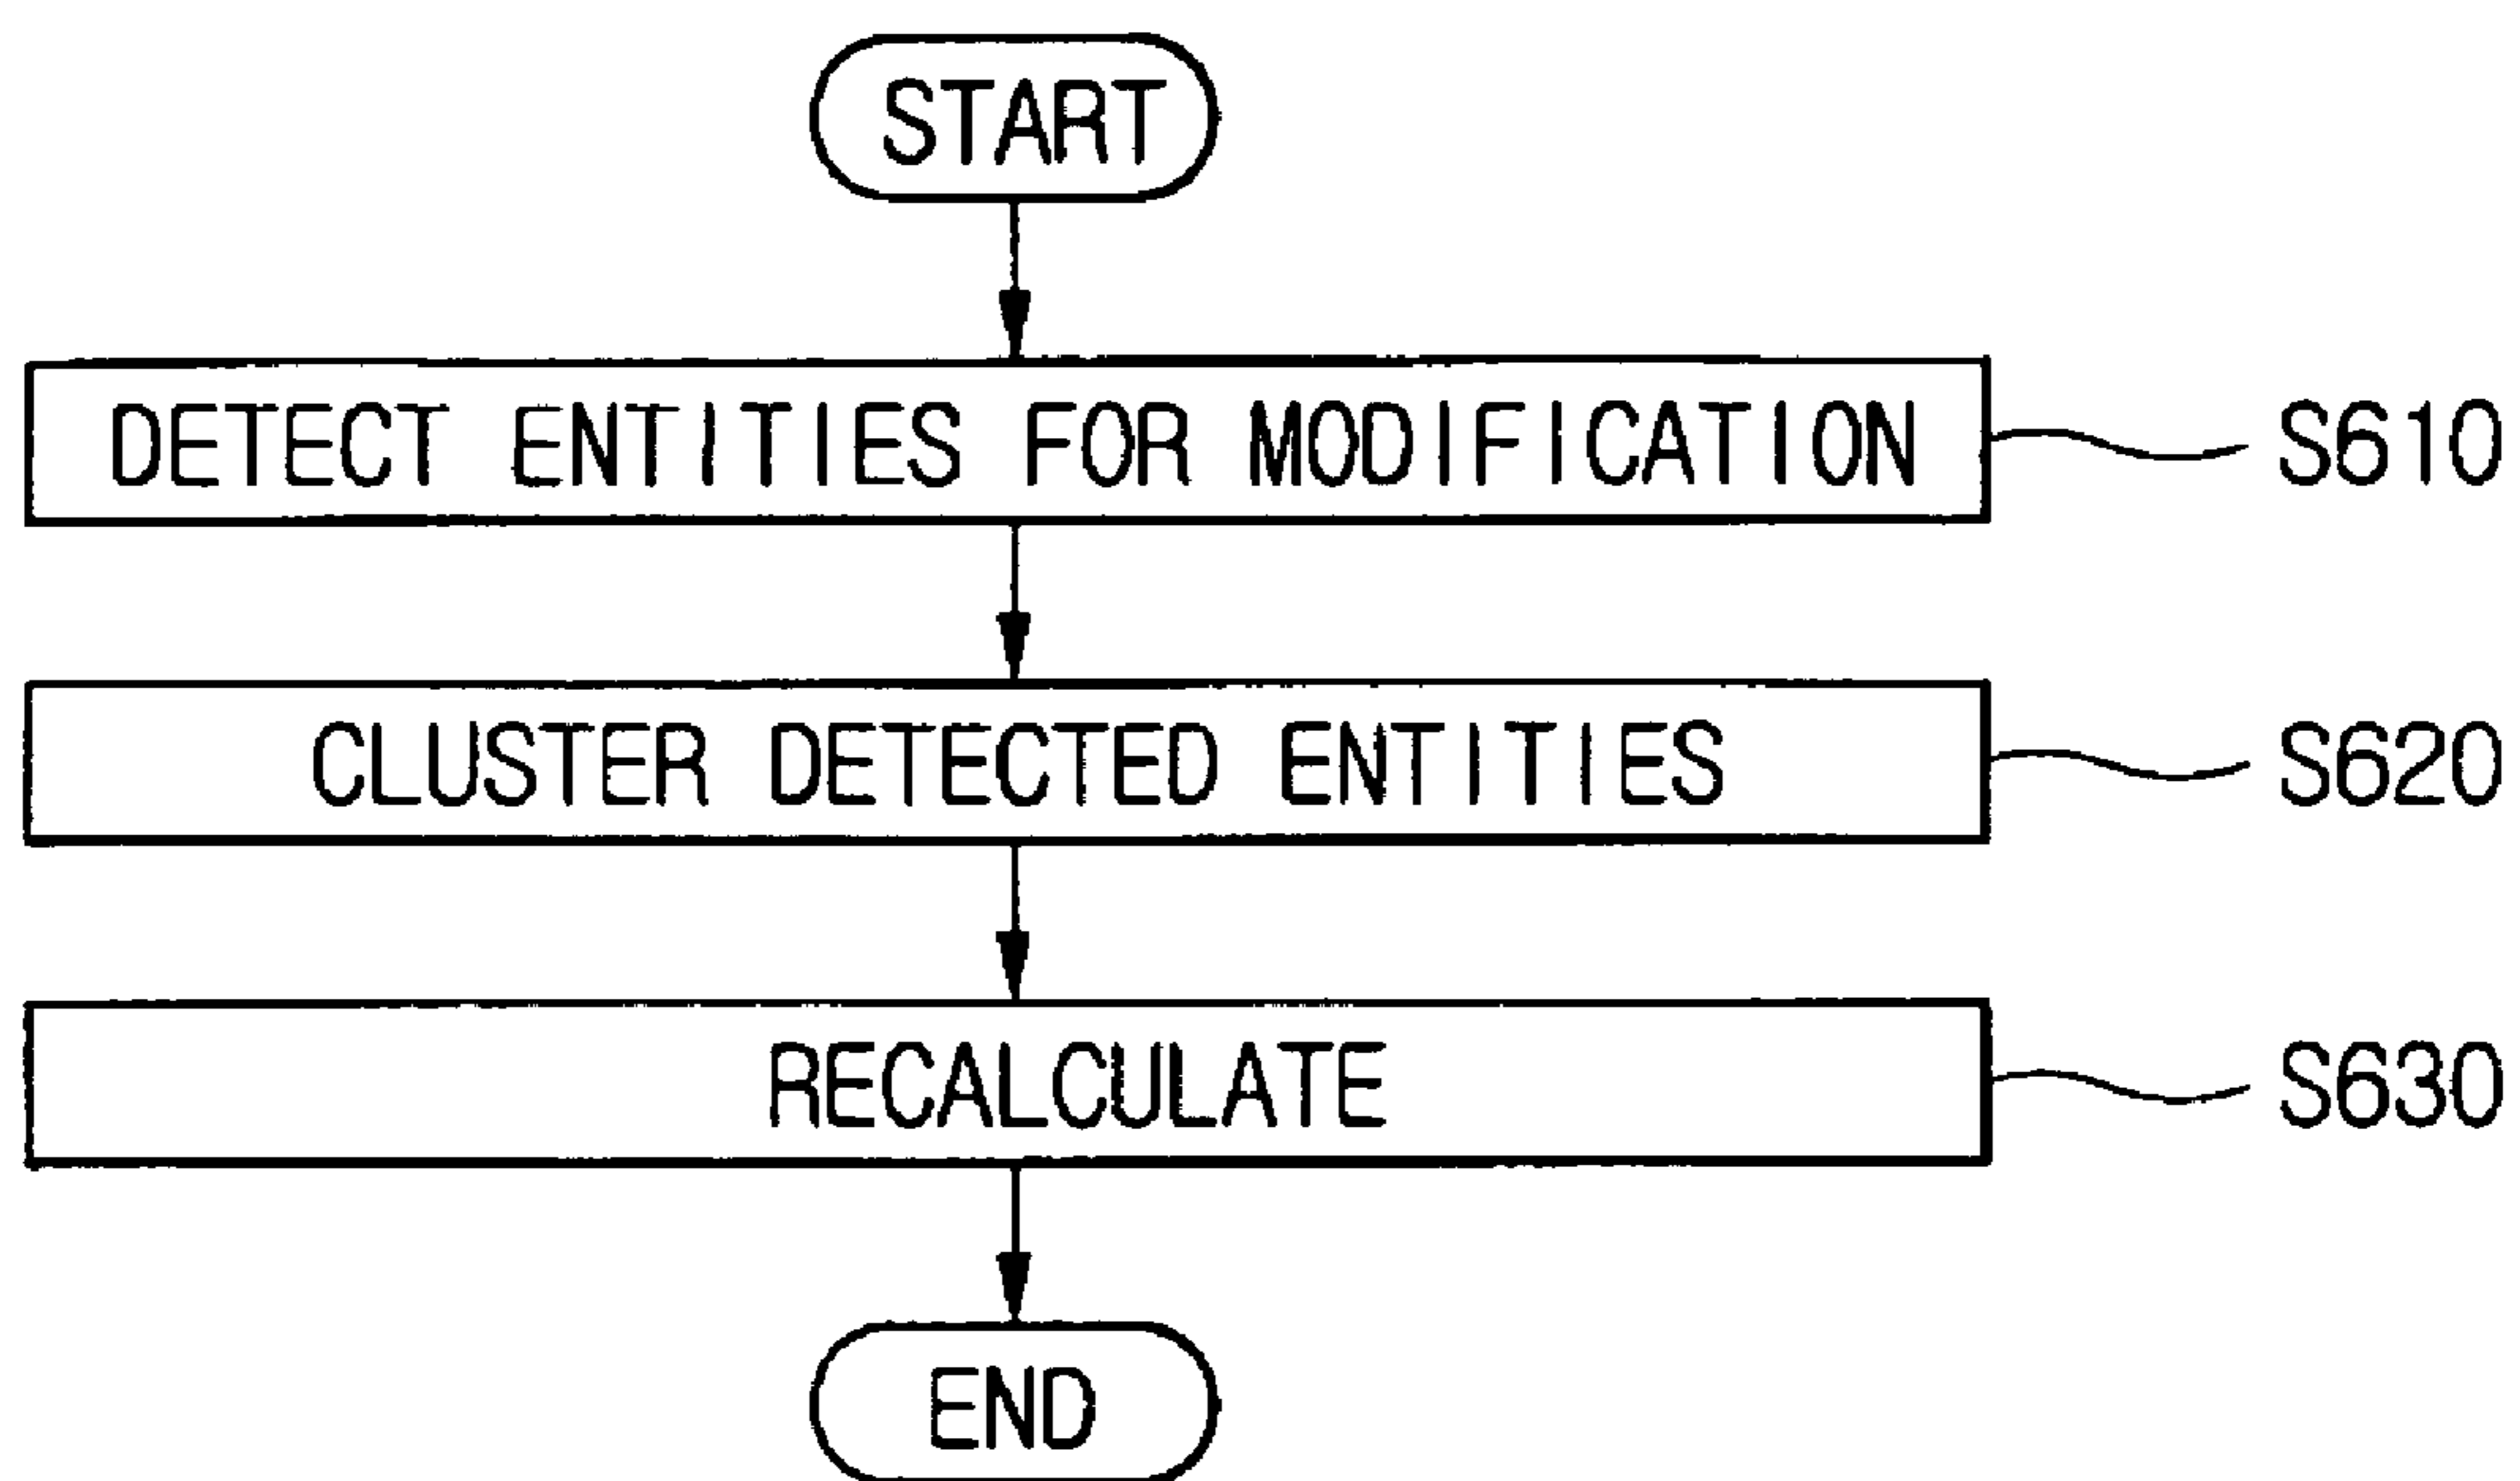 START
DETECT ENTITIES FOR MODIFICATION
S610
CLUSTER DETECTED ENTITIES
S620
RECALCULATE
S630
END